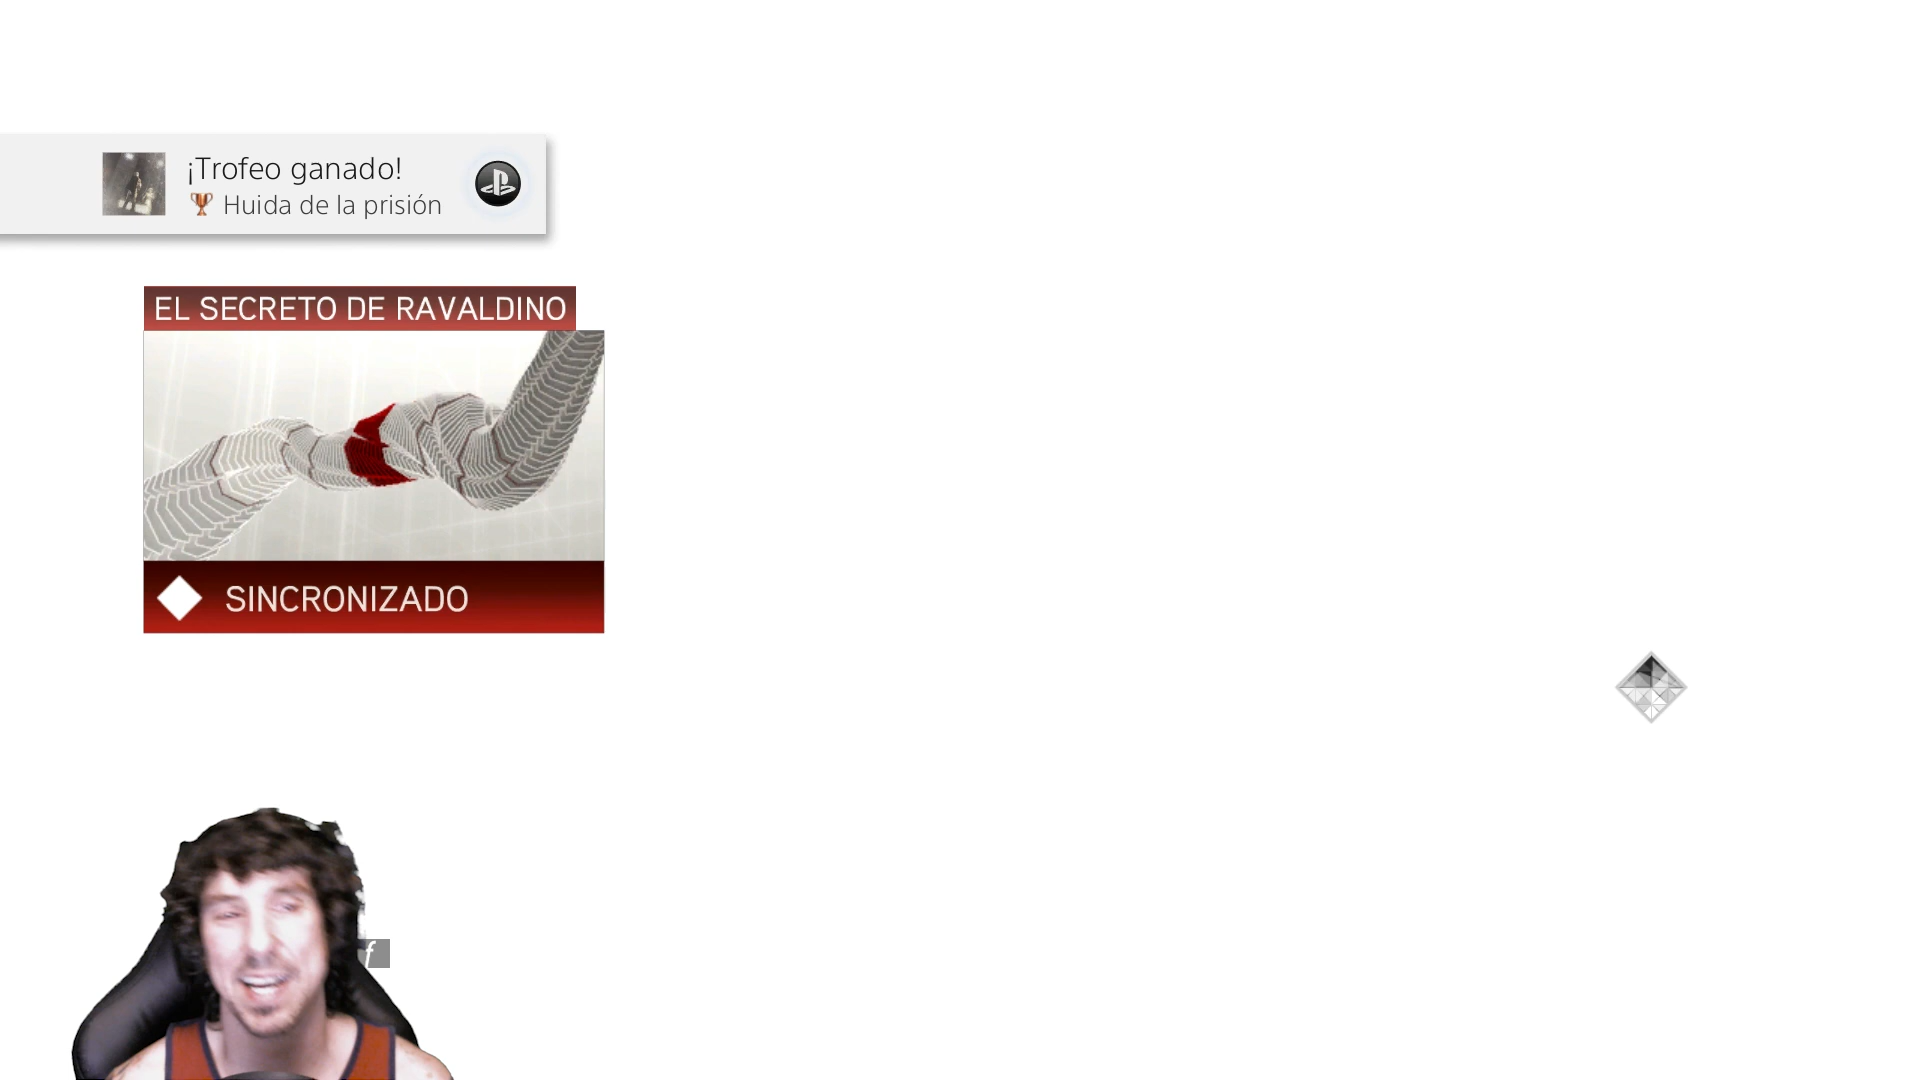 ¡Trofeo ganado!
Huida de la prisión
EL SECRETO DE RAVALDINO
SINCRONIZADO
f